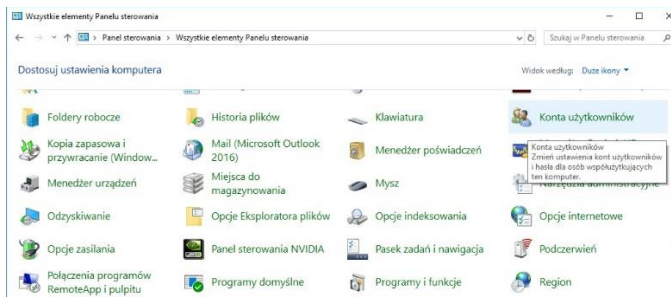 Wszystkie elementy Panelu sterowania
Panel sterowania > Wszystkie elementy Panelu sterowania
Szukaj w Panelu sterowania
Dostosuj ustawienia komputera
Widok według: Duże ikony
Foldery robocze
Historia plików
Klawiatura
Konta użytkowników
Kopia zapasowa i
przywracanie (Window...
Mail (Microsoft Outlook
2016)
Menedżer poświadczeń
Konta użytkowników
Zmień ustawienia kont użytkowników
i hasła dla osób współużytkujących
ten komputer.
Menedżer urządzeń
Miejsca do
magazynowania
Mysz
Narzędzia administracyjne
Odzyskiwanie
Opcje Eksploratora plików
Opcje indeksowania
Opcje internetowe
Opcje zasilania
Panel sterowania NVIDIA
Pasek zadań i nawigacja
Podczerwień
Połączenia programów
RemoteApp i pulpitu
Programy domyślne
Programy i funkcje
Region